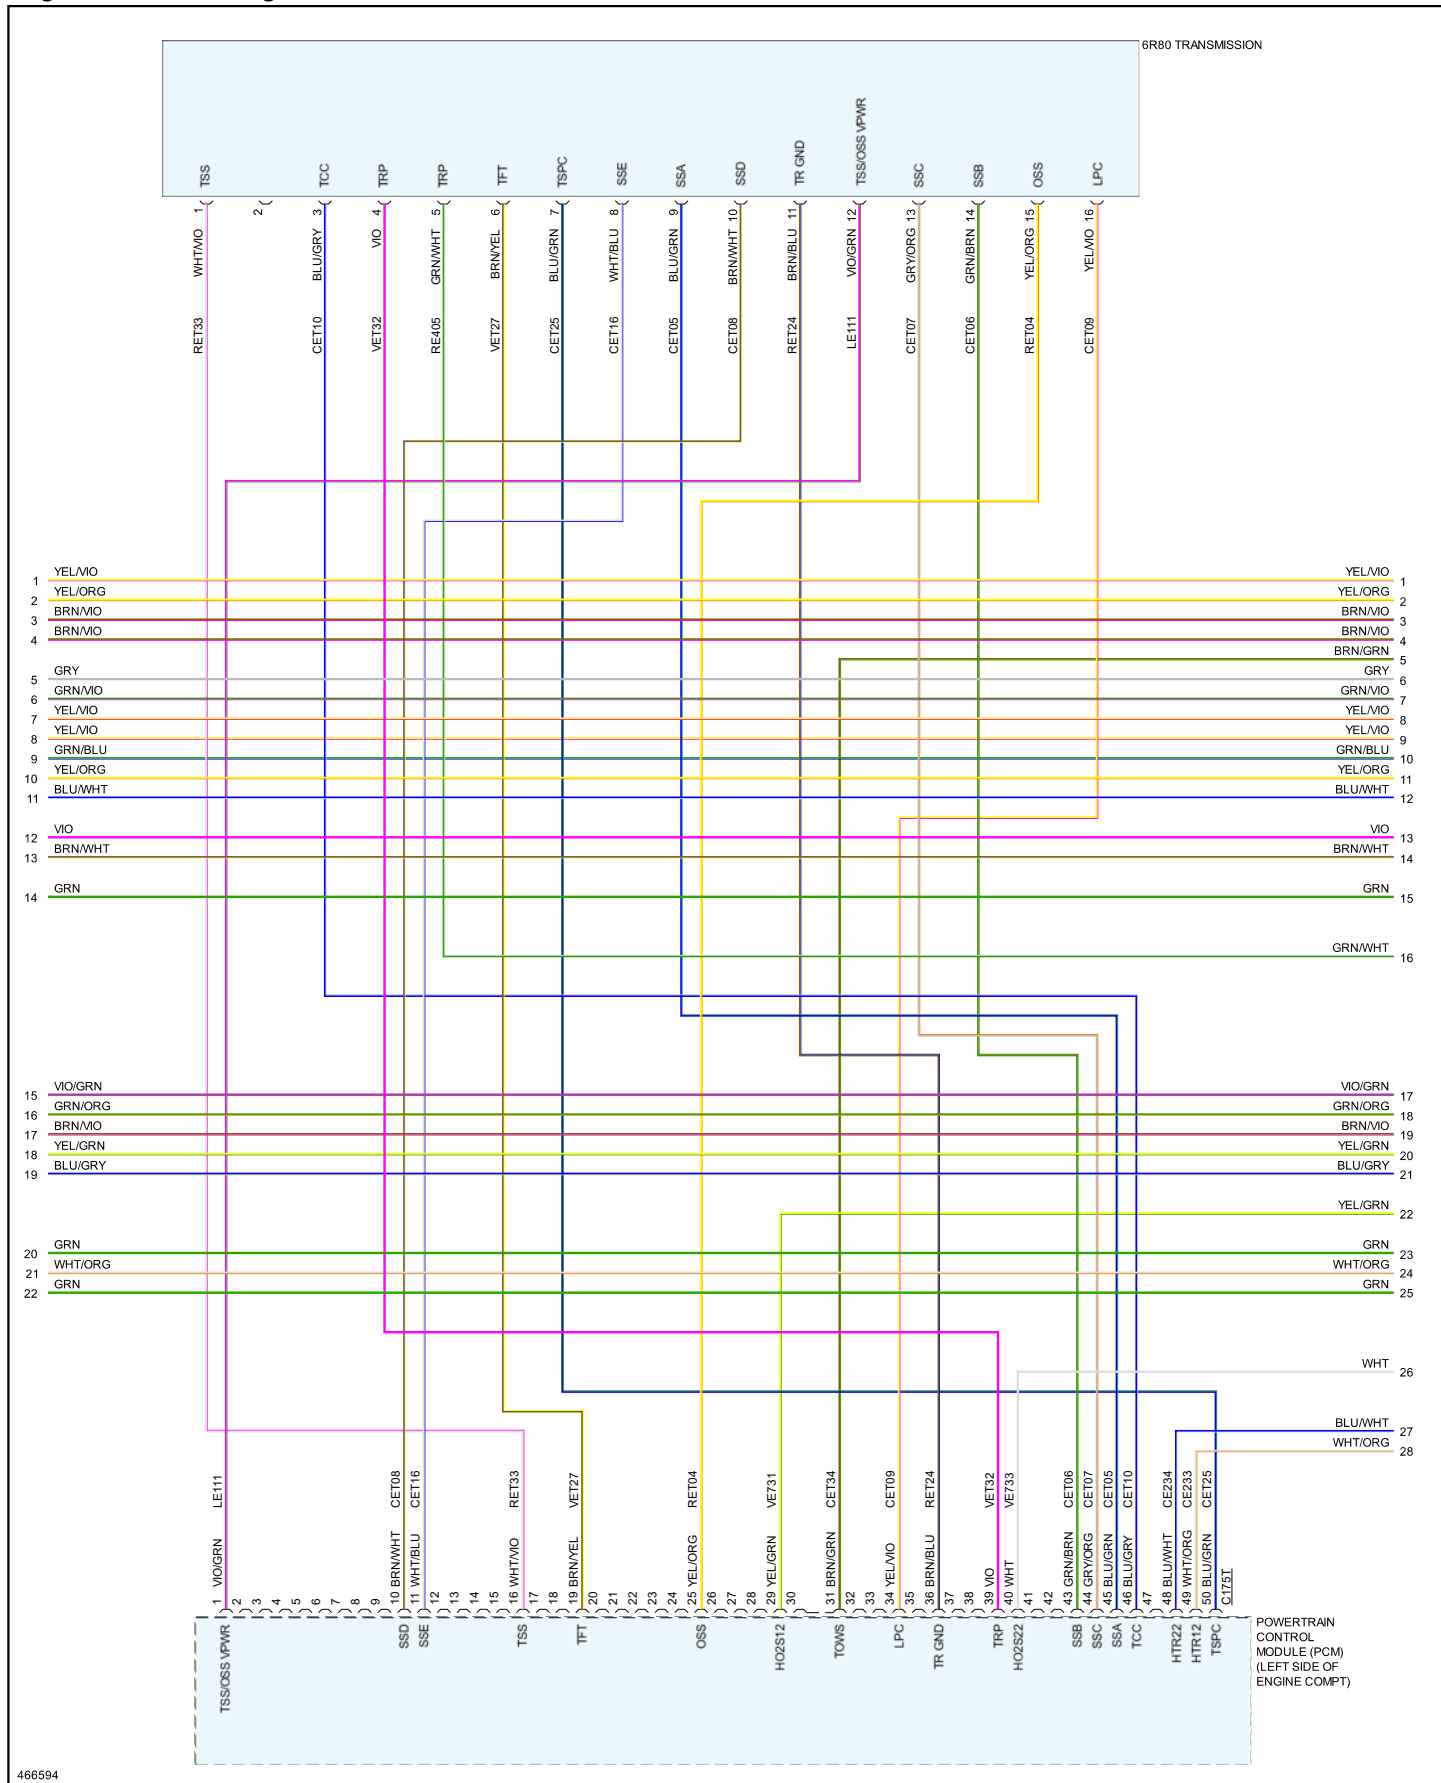 6R80 TRANSMISSION
TSS
TCC
TRP
TRP
TFT
TSPC
SSE
SSA
SSD
TR GND
TSS/OSS VPWR
SSC
SSB
OSS
LPC
1
2
3
4
5
6
7
8
9
10
11
12
13
14
15
16
WHT/VIO
BLU/GRY
VIO
GRN/WHT
BRN/YEL
BLU/GRN
WHT/BLU
BLU/GRN
BRN/WHT
BRN/BLU
VIO/GRN
GRY/ORG
GRN/BRN
YEL/ORG
YEL/VIO
RET33
CET10
VET32
RE405
VET27
CET25
CET16
CET05
CET08
RET24
LE111
CET07
CET06
RET04
CET09
1 YEL/VIO YEL/VIO 1
2 YEL/ORG YEL/ORG 2
3 BRN/VIO BRN/VIO 3
4 BRN/VIO BRN/VIO 4
BRN/GRN 5
5 GRY GRY 6
6 GRN/VIO GRN/VIO 7
7 YEL/VIO YEL/VIO 8
8 YEL/VIO YEL/VIO 9
9 GRN/BLU GRN/BLU 10
10 YEL/ORG YEL/ORG 11
11 BLU/WHT BLU/WHT 12
12 VIO VIO 13
13 BRN/WHT BRN/WHT 14
14 GRN GRN 15
GRN/WHT 16
15 VIO/GRN VIO/GRN 17
16 GRN/ORG GRN/ORG 18
17 BRN/VIO BRN/VIO 19
18 YEL/GRN YEL/GRN 20
19 BLU/GRY BLU/GRY 21
YEL/GRN 22
20 GRN GRN 23
21 WHT/ORG WHT/ORG 24
22 GRN GRN 25
WHT 26
BLU/WHT 27
WHT/ORG 28
LE111
CET08
CET16
RET33
VET27
RET04
VE731
CET34
CET09
RET24
VET32
VE733
CET06
CET07
CET05
CET10
CE234
CE233
CET25
1 VIO/GRN
2
3
4
5
6
7
8
9
10 BRN/WHT
11 WHT/BLU
12
13
14
15
16 WHT/VIO
17
18
19 BRN/YEL
20
21
22
23
24
25 YEL/ORG
26
27
28
29 YEL/GRN
30
31 BRN/GRN
32
33
34 YEL/VIO
35
36 BRN/BLU
37
38
39 VIO
40 WHT
41
42
43 GRN/BRN
44 GRY/ORG
45 BLU/GRN
46 BLU/GRY
47
48 BLU/WHT
49 WHT/ORG
50 BLU/GRN
C175T
TSS/OSS VPWR
SSD
SSE
TSS
TFT
OSS
HO2S12
TOWS
LPC
TR GND
TRP
HO2S22
SSB
SSC
SSA
TCC
HTR22
HTR12
TSPC
POWERTRAIN
CONTROL
MODULE (PCM)
(LEFT SIDE OF
ENGINE COMPT)
466594